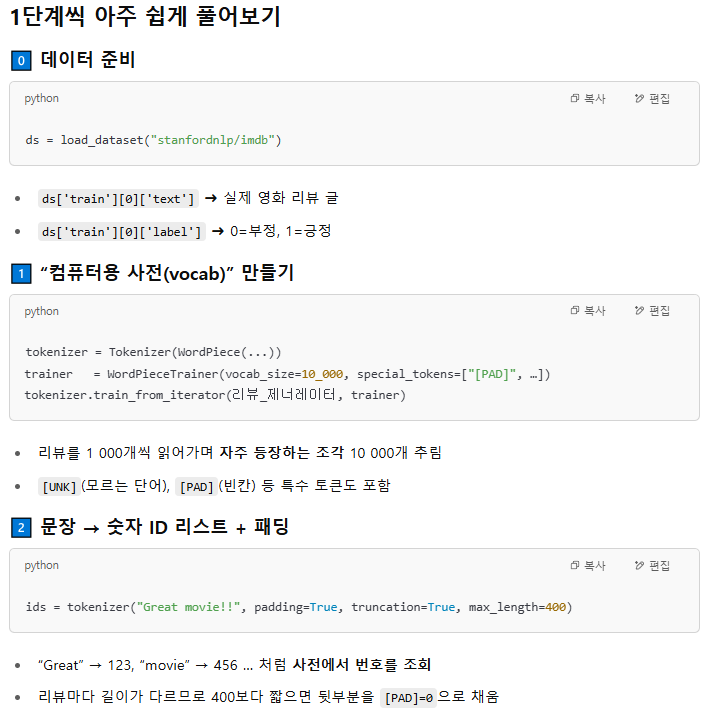 1단계씩 아주 쉽게 풀어보기
0 데이터 준비
python 복사 편집
ds = load_dataset("stanfordnlp/imdb")
• ds['train'][0]['text'] → 실제 영화 리뷰 글
• ds['train'][0]['label'] → 0=부정, 1=긍정
1 “컴퓨터용 사전(vocab)” 만들기
python 복사 편집
tokenizer = Tokenizer(WordPiece(...))
trainer   = WordPieceTrainer(vocab_size=10_000, special_tokens=["[PAD]", …])
tokenizer.train_from_iterator(리뷰_제너레이터, trainer)
• 리뷰를 1 000개씩 읽어가며 자주 등장하는 조각 10 000개 추림
• [UNK](모르는 단어), [PAD](빈칸) 등 특수 토큰도 포함
2 문장 → 숫자 ID 리스트 + 패딩
python 복사 편집
ids = tokenizer("Great movie!!", padding=True, truncation=True, max_length=400)
• “Great” → 123, “movie” → 456 … 처럼 사전에서 번호를 조회
• 리뷰마다 길이가 다르므로 400보다 짧으면 뒷부분을 [PAD]=0으로 채움